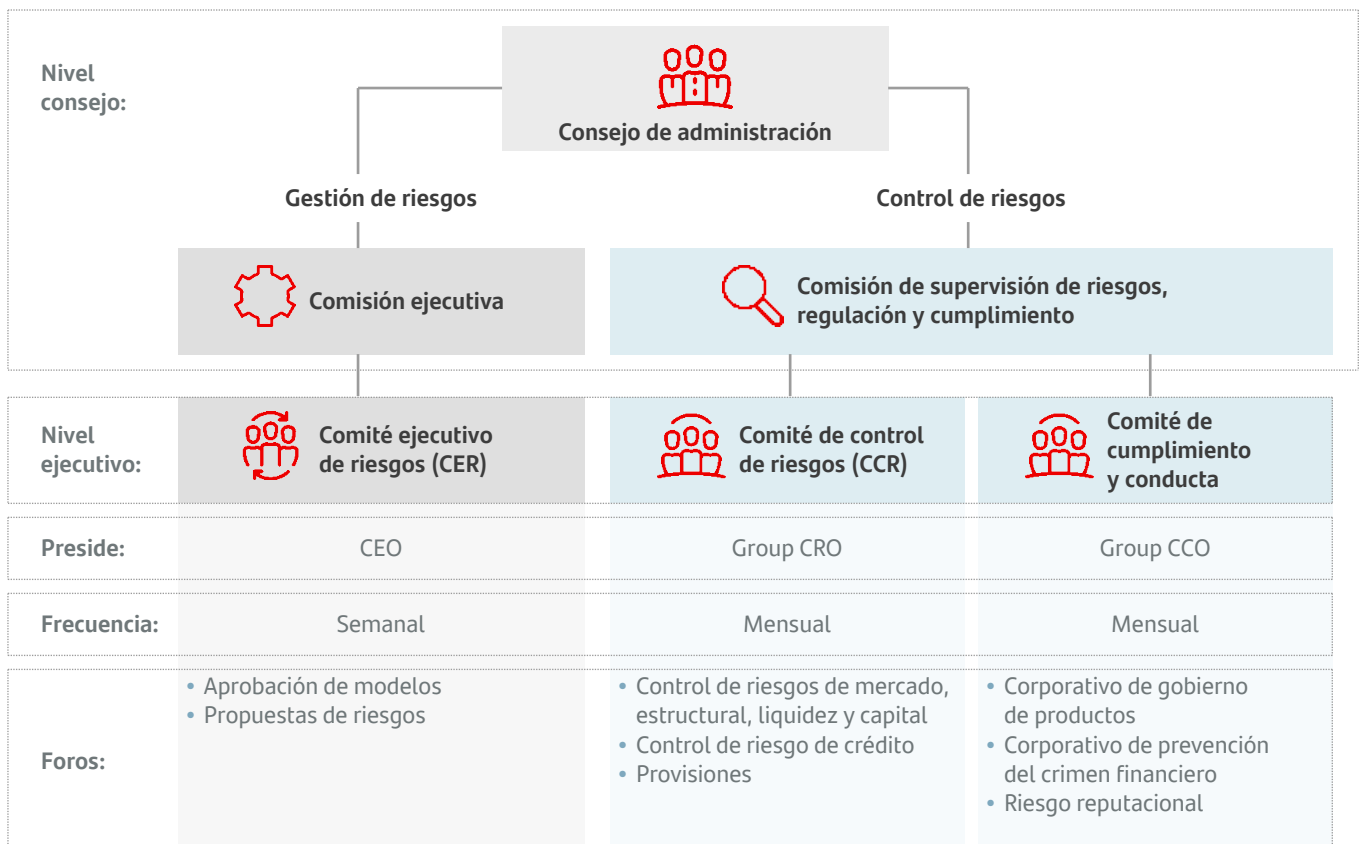 Nivel
consejo:
Consejo de administración
Gestión de riesgos
Control de riesgos
Comisión ejecutiva
Comisión de supervisión de riesgos,
regulación y cumplimiento
Nivel
ejecutivo:
Comité ejecutivo
de riesgos (CER)
Comité de control
de riesgos (CCR)
Comité de
cumplimiento
y conducta
Preside:
CEO
Group CRO
Group CCO
Frecuencia:
Semanal
Mensual
Mensual
Foros:
• Aprobación de modelos
• Propuestas de riesgos
• Control de riesgos de mercado,
estructural, liquidez y capital
• Control de riesgo de crédito
• Provisiones
• Corporativo de gobierno
de productos
• Corporativo de prevención
del crimen financiero
• Riesgo reputacional